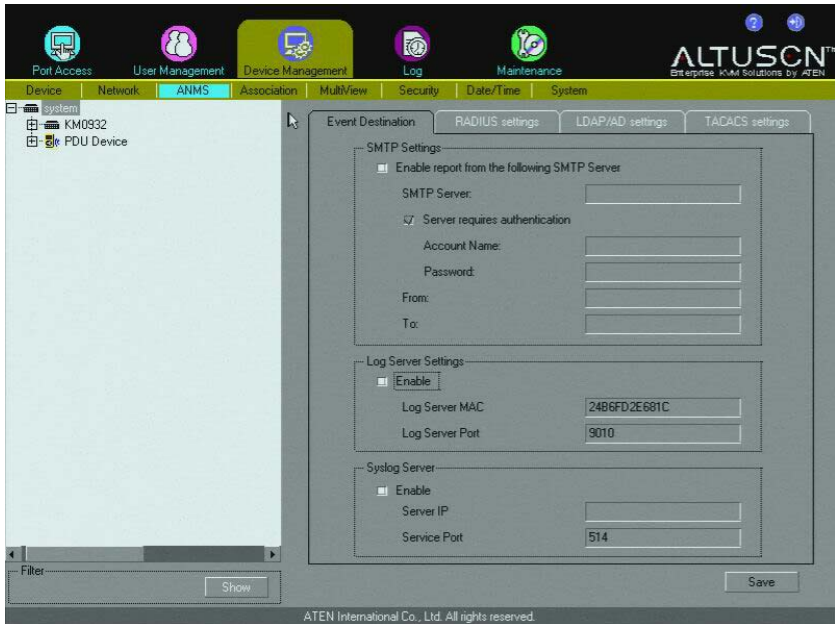 Port Access User Management Device Management Log Maintenance
ALTUSCN™
Enterprise KVM Solutions by ATEN
Device Network ANMS Association MultiView Security Date/Time System
system
KM0932
PDU Device
Event Destination RADIUS settings LDAP/AD settings TACACS settings
SMTP Settings
Enable report from the following SMTP Server
SMTP Server:
Server requires authentication
Account Name:
Password:
From:
To:
Log Server Settings
Enable
Log Server MAC 24B6FD2E681C
Log Server Port 9010
Syslog Server
Enable
Server IP
Service Port 514
Filter
Show
Save
ATEN International Co., Ltd. All rights reserved.